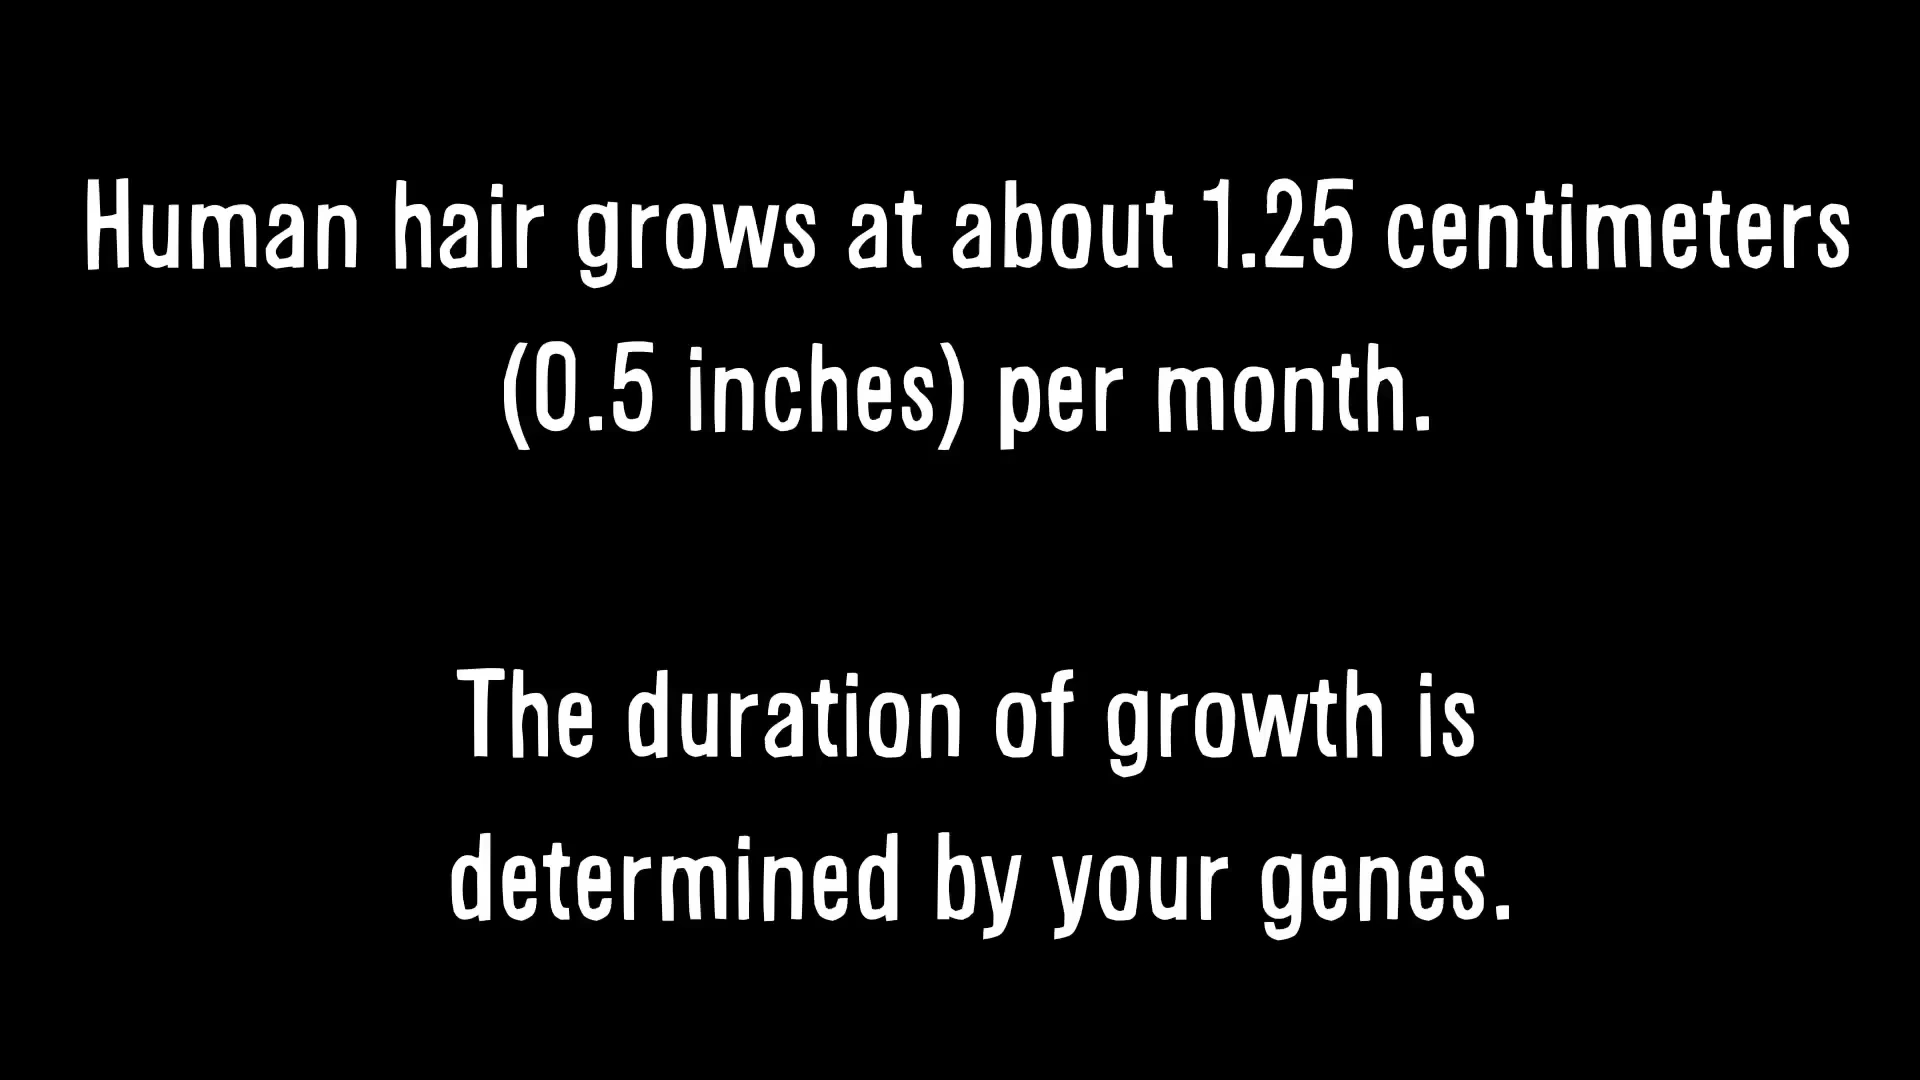 Human hair grows at about 1.25 centimeters
(0.5 inches) per month.
The duration of growth is
determined by your genes.